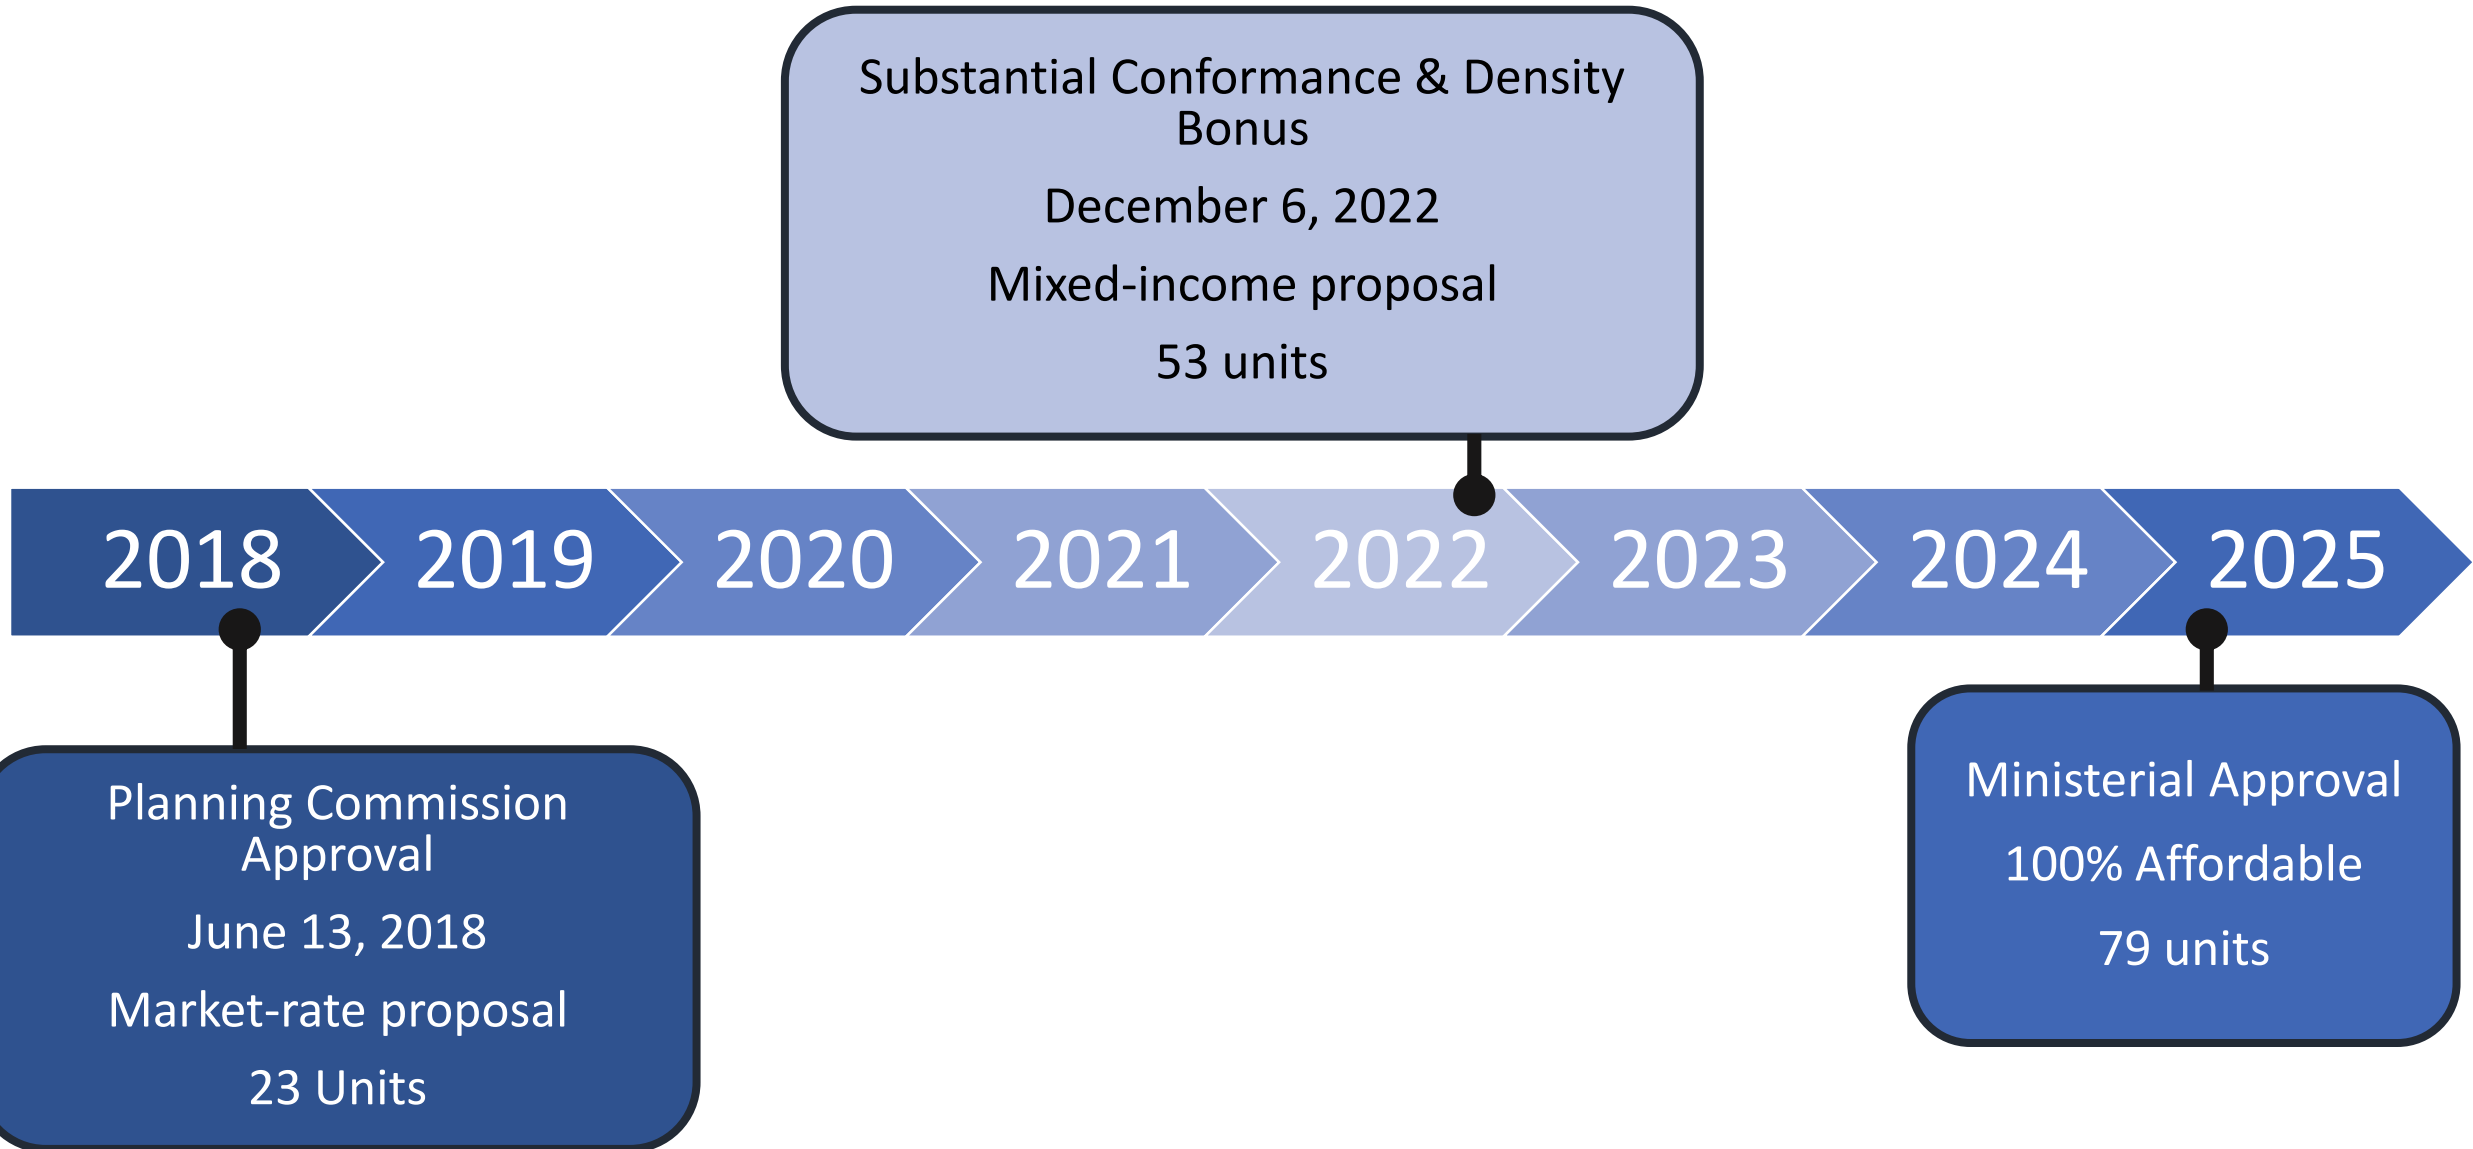 Substantial Conformance & Density
Bonus
December 6, 2022
Mixed-income proposal
53 units
2018
2019
2020
2021
2022
2023
2024
2025
Planning Commission
Approval
June 13, 2018
Market-rate proposal
23 Units
Ministerial Approval
100% Affordable
79 units